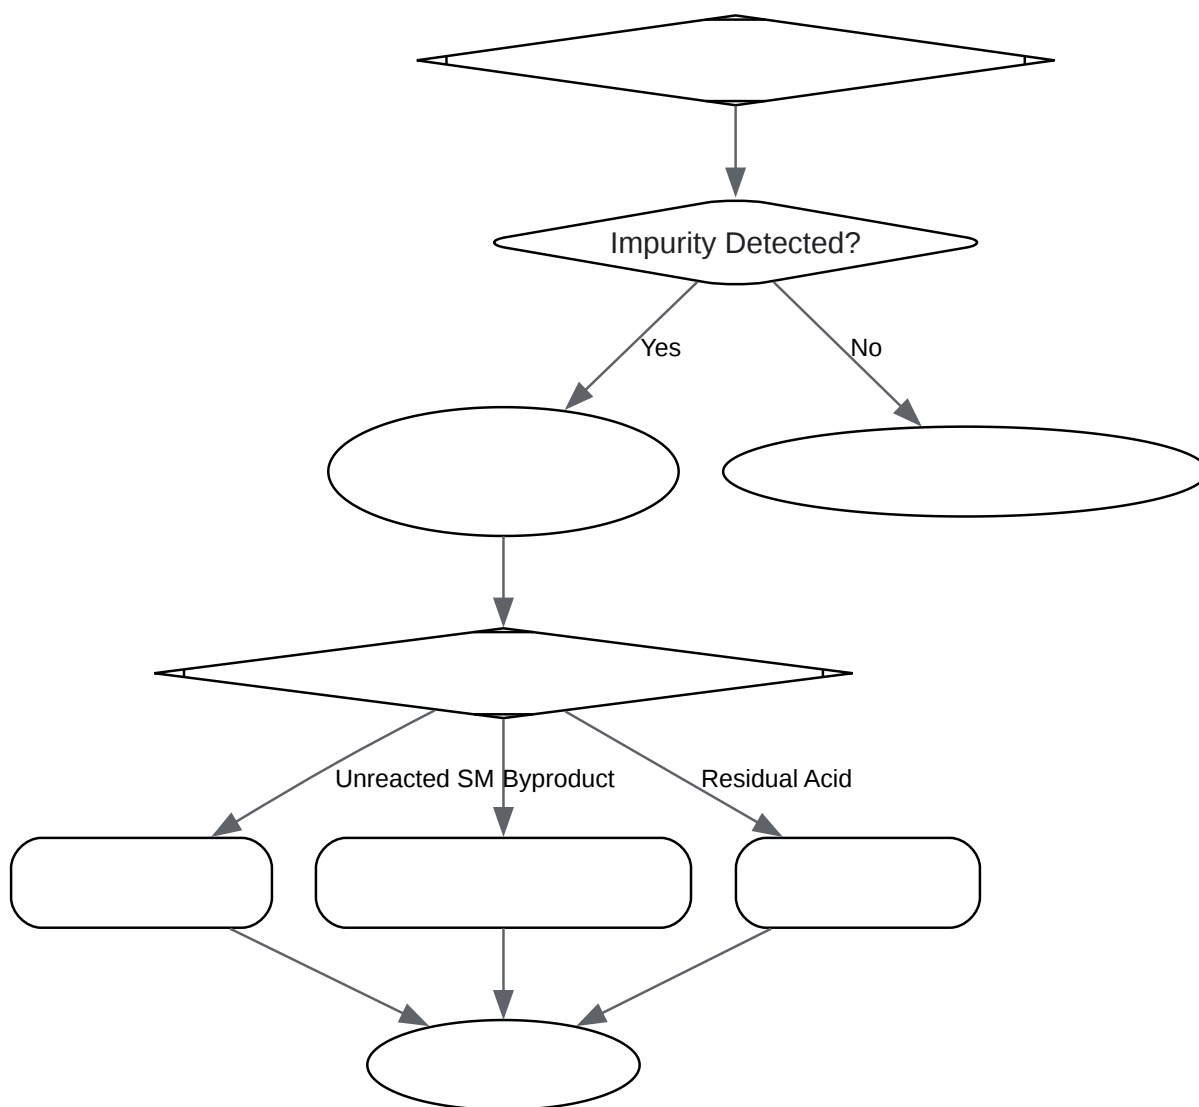 Impurity Detected?
Yes
No
Unreacted SM
Byproduct
Residual Acid